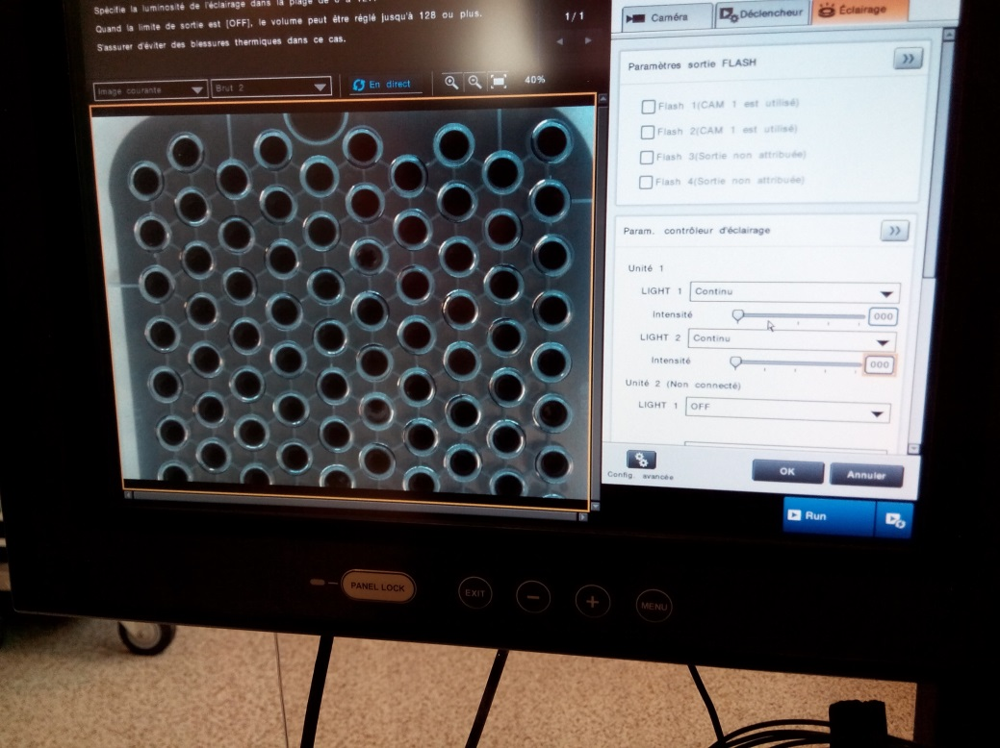 Spécifie la luminosité de l'éclairage dans la plage de
Quand la limite de sortie est [OFF], le volume peut être réglé jusqu'à 128 ou plus.
S'assurer d'éviter des blessures thermiques dans ce cas.
1/1
Image courante
Brut 2
En direct
40%
Caméra
Déclencheur
Éclairage
Paramètres sortie FLASH
Flash 1(CAM 1 est utilisé)
Flash 2(CAM 1 est utilisé)
Flash 3(Sortie non attribuée)
Flash 4(Sortie non attribuée)
Param. contrôleur d'éclairage
Unité 1
LIGHT 1 Continu
Intensité 000
LIGHT 2 Continu
Intensité 000
Unité 2 (Non connecté)
LIGHT 1 OFF
Config. avancée
OK
Annuler
Run
PANEL LOCK
EXIT
MENU